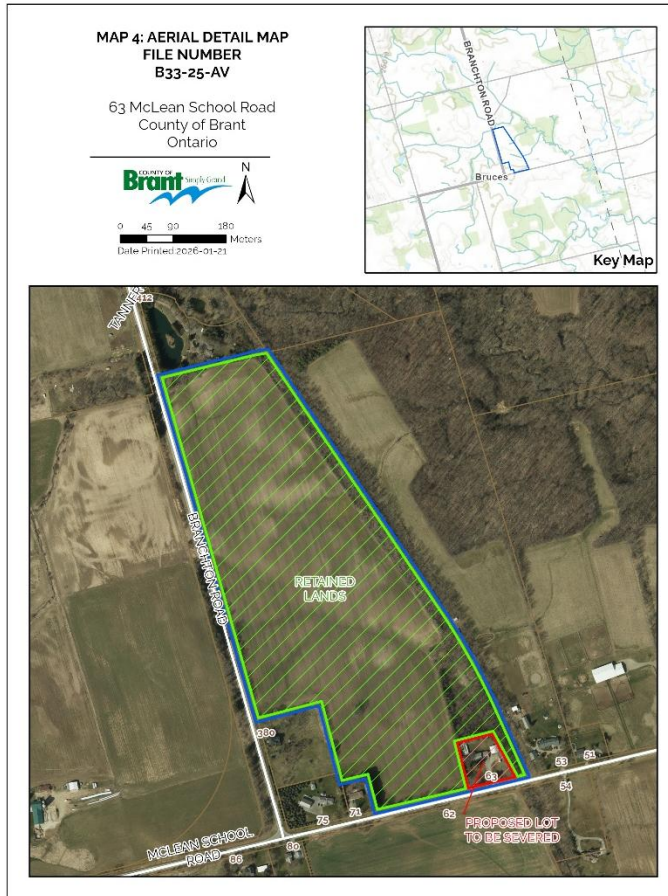 MAP 4: AERIAL DETAIL MAP
FILE NUMBER
B33-25-AV
63 McLean School Road
County of Brant
Ontario
COUNTY OF
Brant Simply Grand
N
0 45 90 180
Meters
Date Printed:2026-01-21
BRANCHTON ROAD
Bruces
Key Map
412
TANNER
BRANCHTON ROAD
RETAINED
LANDS
380
63
53
51
54
62
71
75
80
86
MCLEAN SCHOOL
ROAD
PROPOSED LOT
TO BE SEVERED